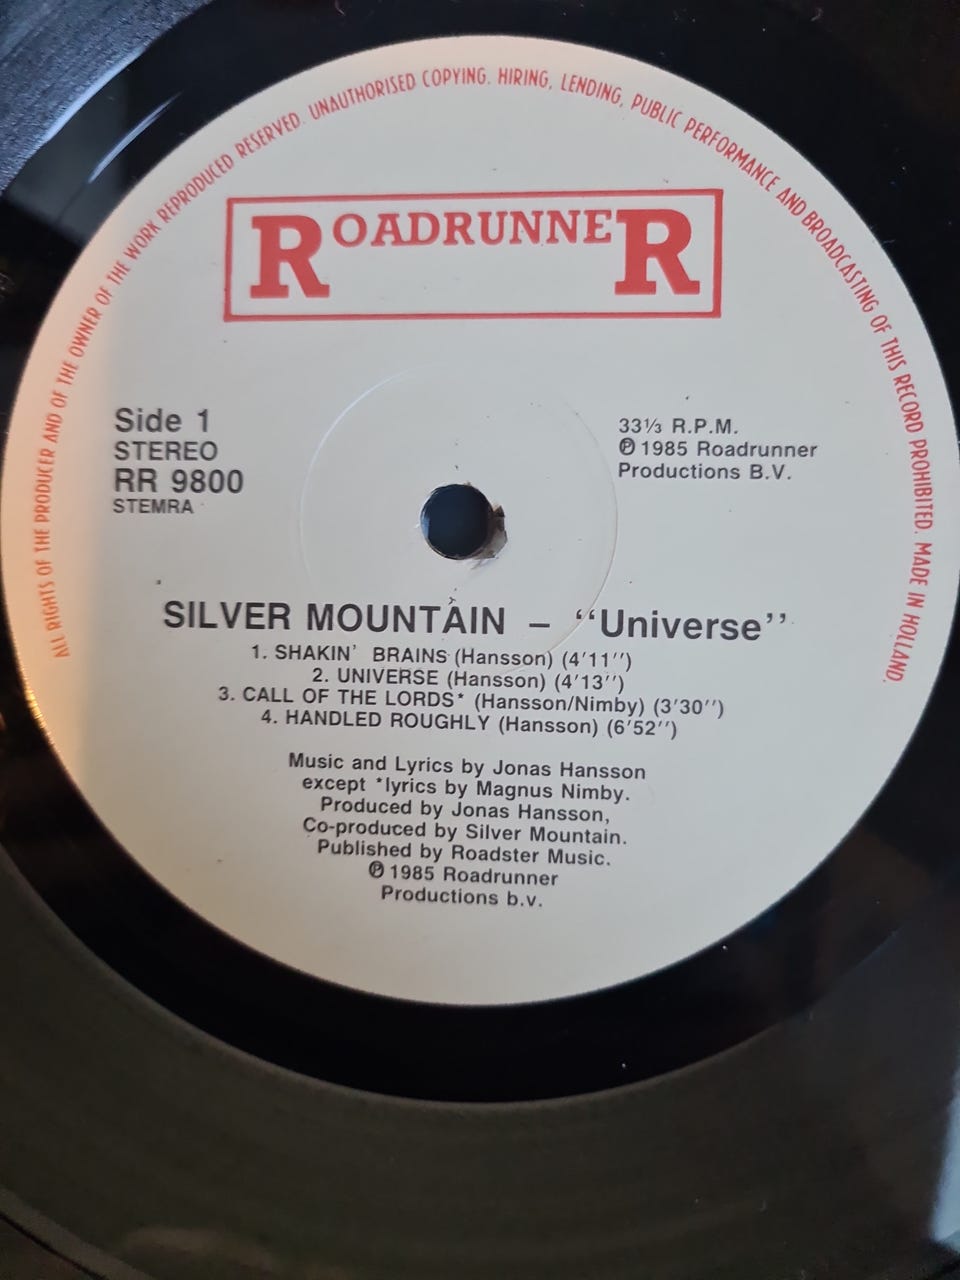 ALL RIGHTS OF THE PRODUCER AND OF THE OWNER OF THE WORK REPRODUCED RESERVED. UNAUTHORISED COPYING. HIRING, LENDING, PUBLIC PERFORMANCE AND BROADCASTING OF THIS RECORD PROHIBITED. MADE IN HOLLAND.
ROADRUNNER
Side 1
STEREO
RR 9800
STEMRA
33⅓ R.P.M.
℗ 1985 Roadrunner
Productions B.V.
SILVER MOUNTAIN – “Universe”
1. SHAKIN' BRAINS (Hansson) (4'11'')
2. UNIVERSE (Hansson) (4'13'')
3. CALL OF THE LORDS* (Hansson/Nimby) (3'30'')
4. HANDLED ROUGHLY (Hansson) (6'52'')
Music and Lyrics by Jonas Hansson
except *lyrics by Magnus Nimby.
Produced by Jonas Hansson,
Co-produced by Silver Mountain.
Published by Roadster Music.
℗ 1985 Roadrunner
Productions b.v.